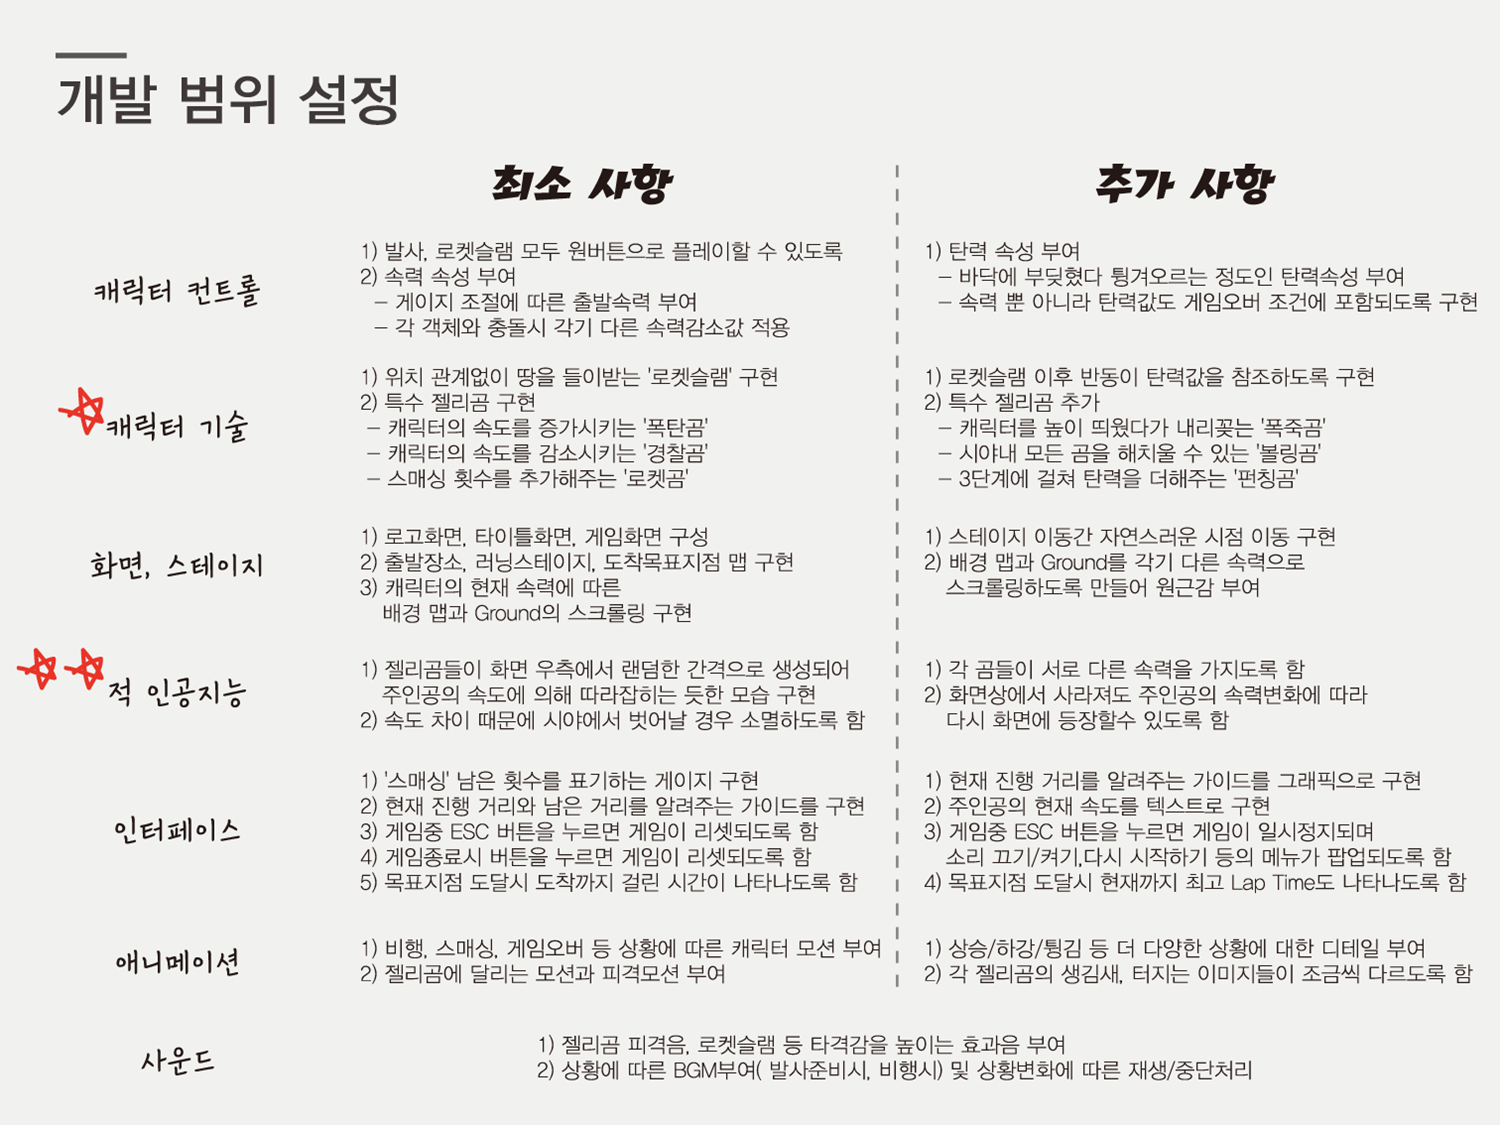 개발 범위 설정
최소 사항
추가 사항
캐릭터 컨트롤
1) 발사, 로켓슬램 모두 원버튼으로 플레이할 수 있도록
2) 속력 속성 부여
– 게이지 조절에 따른 출발속력 부여
– 각 객체와 충돌시 각기 다른 속력감소값 적용
1) 탄력 속성 부여
– 바닥에 부딪혔다 튕겨오르는 정도인 탄력속성 부여
– 속력 뿐 아니라 탄력값도 게임오버 조건에 포함되도록 구현
캐릭터 기술
1) 위치 관계없이 땅을 들이받는 '로켓슬램' 구현
2) 특수 젤리곰 구현
– 캐릭터의 속도를 증가시키는 '폭탄곰'
– 캐릭터의 속도를 감소시키는 '경찰곰'
– 스매싱 횟수를 추가해주는 '로켓곰'
1) 로켓슬램 이후 반동이 탄력값을 참조하도록 구현
2) 특수 젤리곰 추가
– 캐릭터를 높이 띄웠다가 내리꽂는 '폭죽곰'
– 시야내 모든 곰을 해치울 수 있는 '볼링곰'
– 3단계에 걸쳐 탄력을 더해주는 '펀칭곰'
화면, 스테이지
1) 로고화면, 타이틀화면, 게임화면 구성
2) 출발장소, 러닝스테이지, 도착목표지점 맵 구현
3) 캐릭터의 현재 속력에 따른
배경 맵과 Ground의 스크롤링 구현
1) 스테이지 이동간 자연스러운 시점 이동 구현
2) 배경 맵과 Ground를 각기 다른 속력으로
스크롤링하도록 만들어 원근감 부여
적 인공지능
1) 젤리곰들이 화면 우측에서 랜덤한 간격으로 생성되어
주인공의 속도에 의해 따라잡히는 듯한 모습 구현
2) 속도 차이 때문에 시야에서 벗어날 경우 소멸하도록 함
1) 각 곰들이 서로 다른 속력을 가지도록 함
2) 화면상에서 사라져도 주인공의 속력변화에 따라
다시 화면에 등장할수 있도록 함
인터페이스
1) '스매싱' 남은 횟수를 표기하는 게이지 구현
2) 현재 진행 거리와 남은 거리를 알려주는 가이드를 구현
3) 게임중 ESC 버튼을 누르면 게임이 리셋되도록 함
4) 게임종료시 버튼을 누르면 게임이 리셋되도록 함
5) 목표지점 도달시 도착까지 걸린 시간이 나타나도록 함
1) 현재 진행 거리를 알려주는 가이드를 그래픽으로 구현
2) 주인공의 현재 속도를 텍스트로 구현
3) 게임중 ESC 버튼을 누르면 게임이 일시정지되며
소리 끄기/켜기,다시 시작하기 등의 메뉴가 팝업되도록 함
4) 목표지점 도달시 현재까지 최고 Lap Time도 나타나도록 함
애니메이션
1) 비행, 스매싱, 게임오버 등 상황에 따른 캐릭터 모션 부여
2) 젤리곰에 달리는 모션과 피격모션 부여
1) 상승/하강/튕김 등 더 다양한 상황에 대한 디테일 부여
2) 각 젤리곰의 생김새, 터지는 이미지들이 조금씩 다르도록 함
사운드
1) 젤리곰 피격음, 로켓슬램 등 타격감을 높이는 효과음 부여
2) 상황에 따른 BGM부여( 발사준비시, 비행시) 및 상황변화에 따른 재생/중단처리